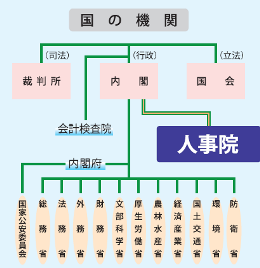 国の機関
(司法)
(行政)
(立法)
裁判所
内閣
国会
会計検査院
人事院
内閣府
国家公安委員会
総務省
法務省
外務省
財務省
文部科学省
厚生労働省
農林水産省
経済産業省
国土交通省
環境省
防衛省